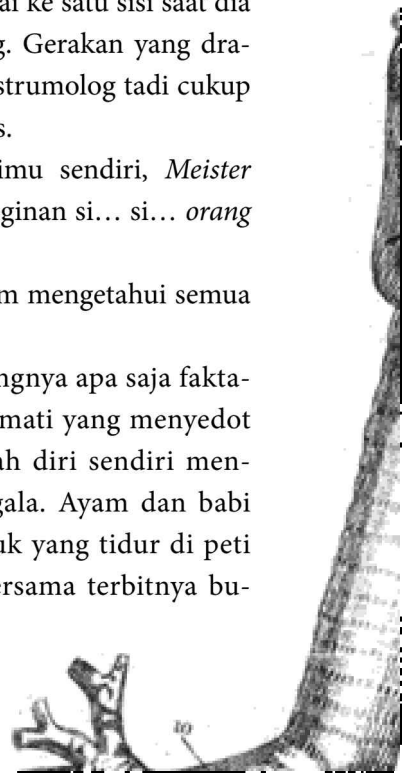 ai ke satu sisi saat dia
g. Gerakan yang dra-
strumolog tadi cukup
s.
imu sendiri, Meister
ginan si… si… orang
m mengetahui semua
ngnya apa saja fakta-
mati yang menyedot
ah diri sendiri men-
gala. Ayam dan babi
uk yang tidur di peti
ersama terbitnya bu-